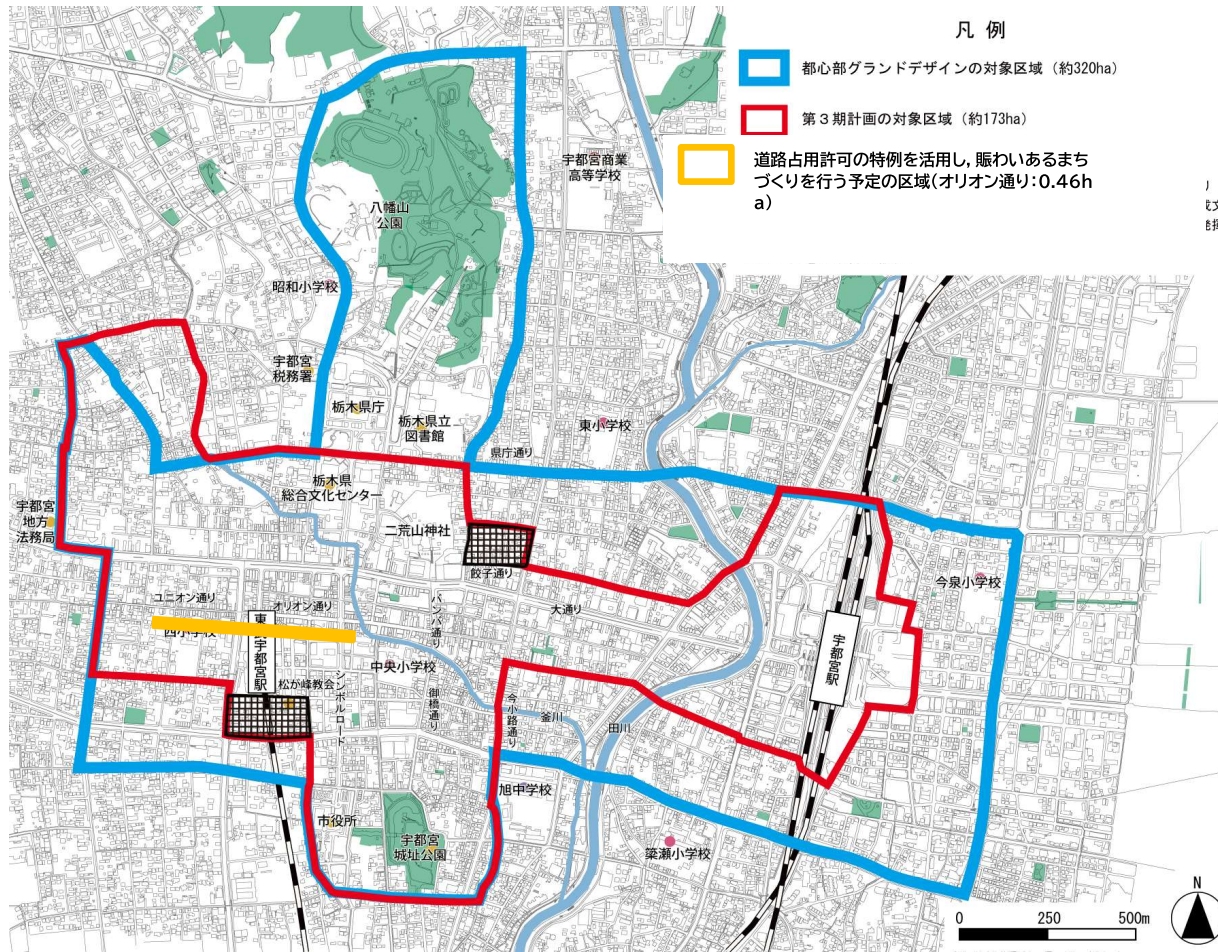 凡 例
都心部グランドデザインの対象区域（約320ha）
第３期計画の対象区域（約173ha）
道路占用許可の特例を活用し，賑わいあるまち
づくりを行う予定の区域(オリオン通り：0.46h
a)
宇都宮商業
高等学校
八幡山
公園
昭和小学校
宇都宮
税務署
栃木県庁
栃木県立
図書館
東小学校
県庁通り
栃木県
総合文化センター
宇都宮
地方
法務局
二荒山神社
餃子通り
今泉小学校
ユニオン通り
オリオン通り
バンバ通り
大通り
西小学校
東武宇都宮駅
宇都宮駅
中央小学校
松が峰教会
シンボルロード
御橋通り
今小路通り
釜川
田川
旭中学校
市役所
宇都宮
城址公園
簗瀬小学校
N
0 250 500m